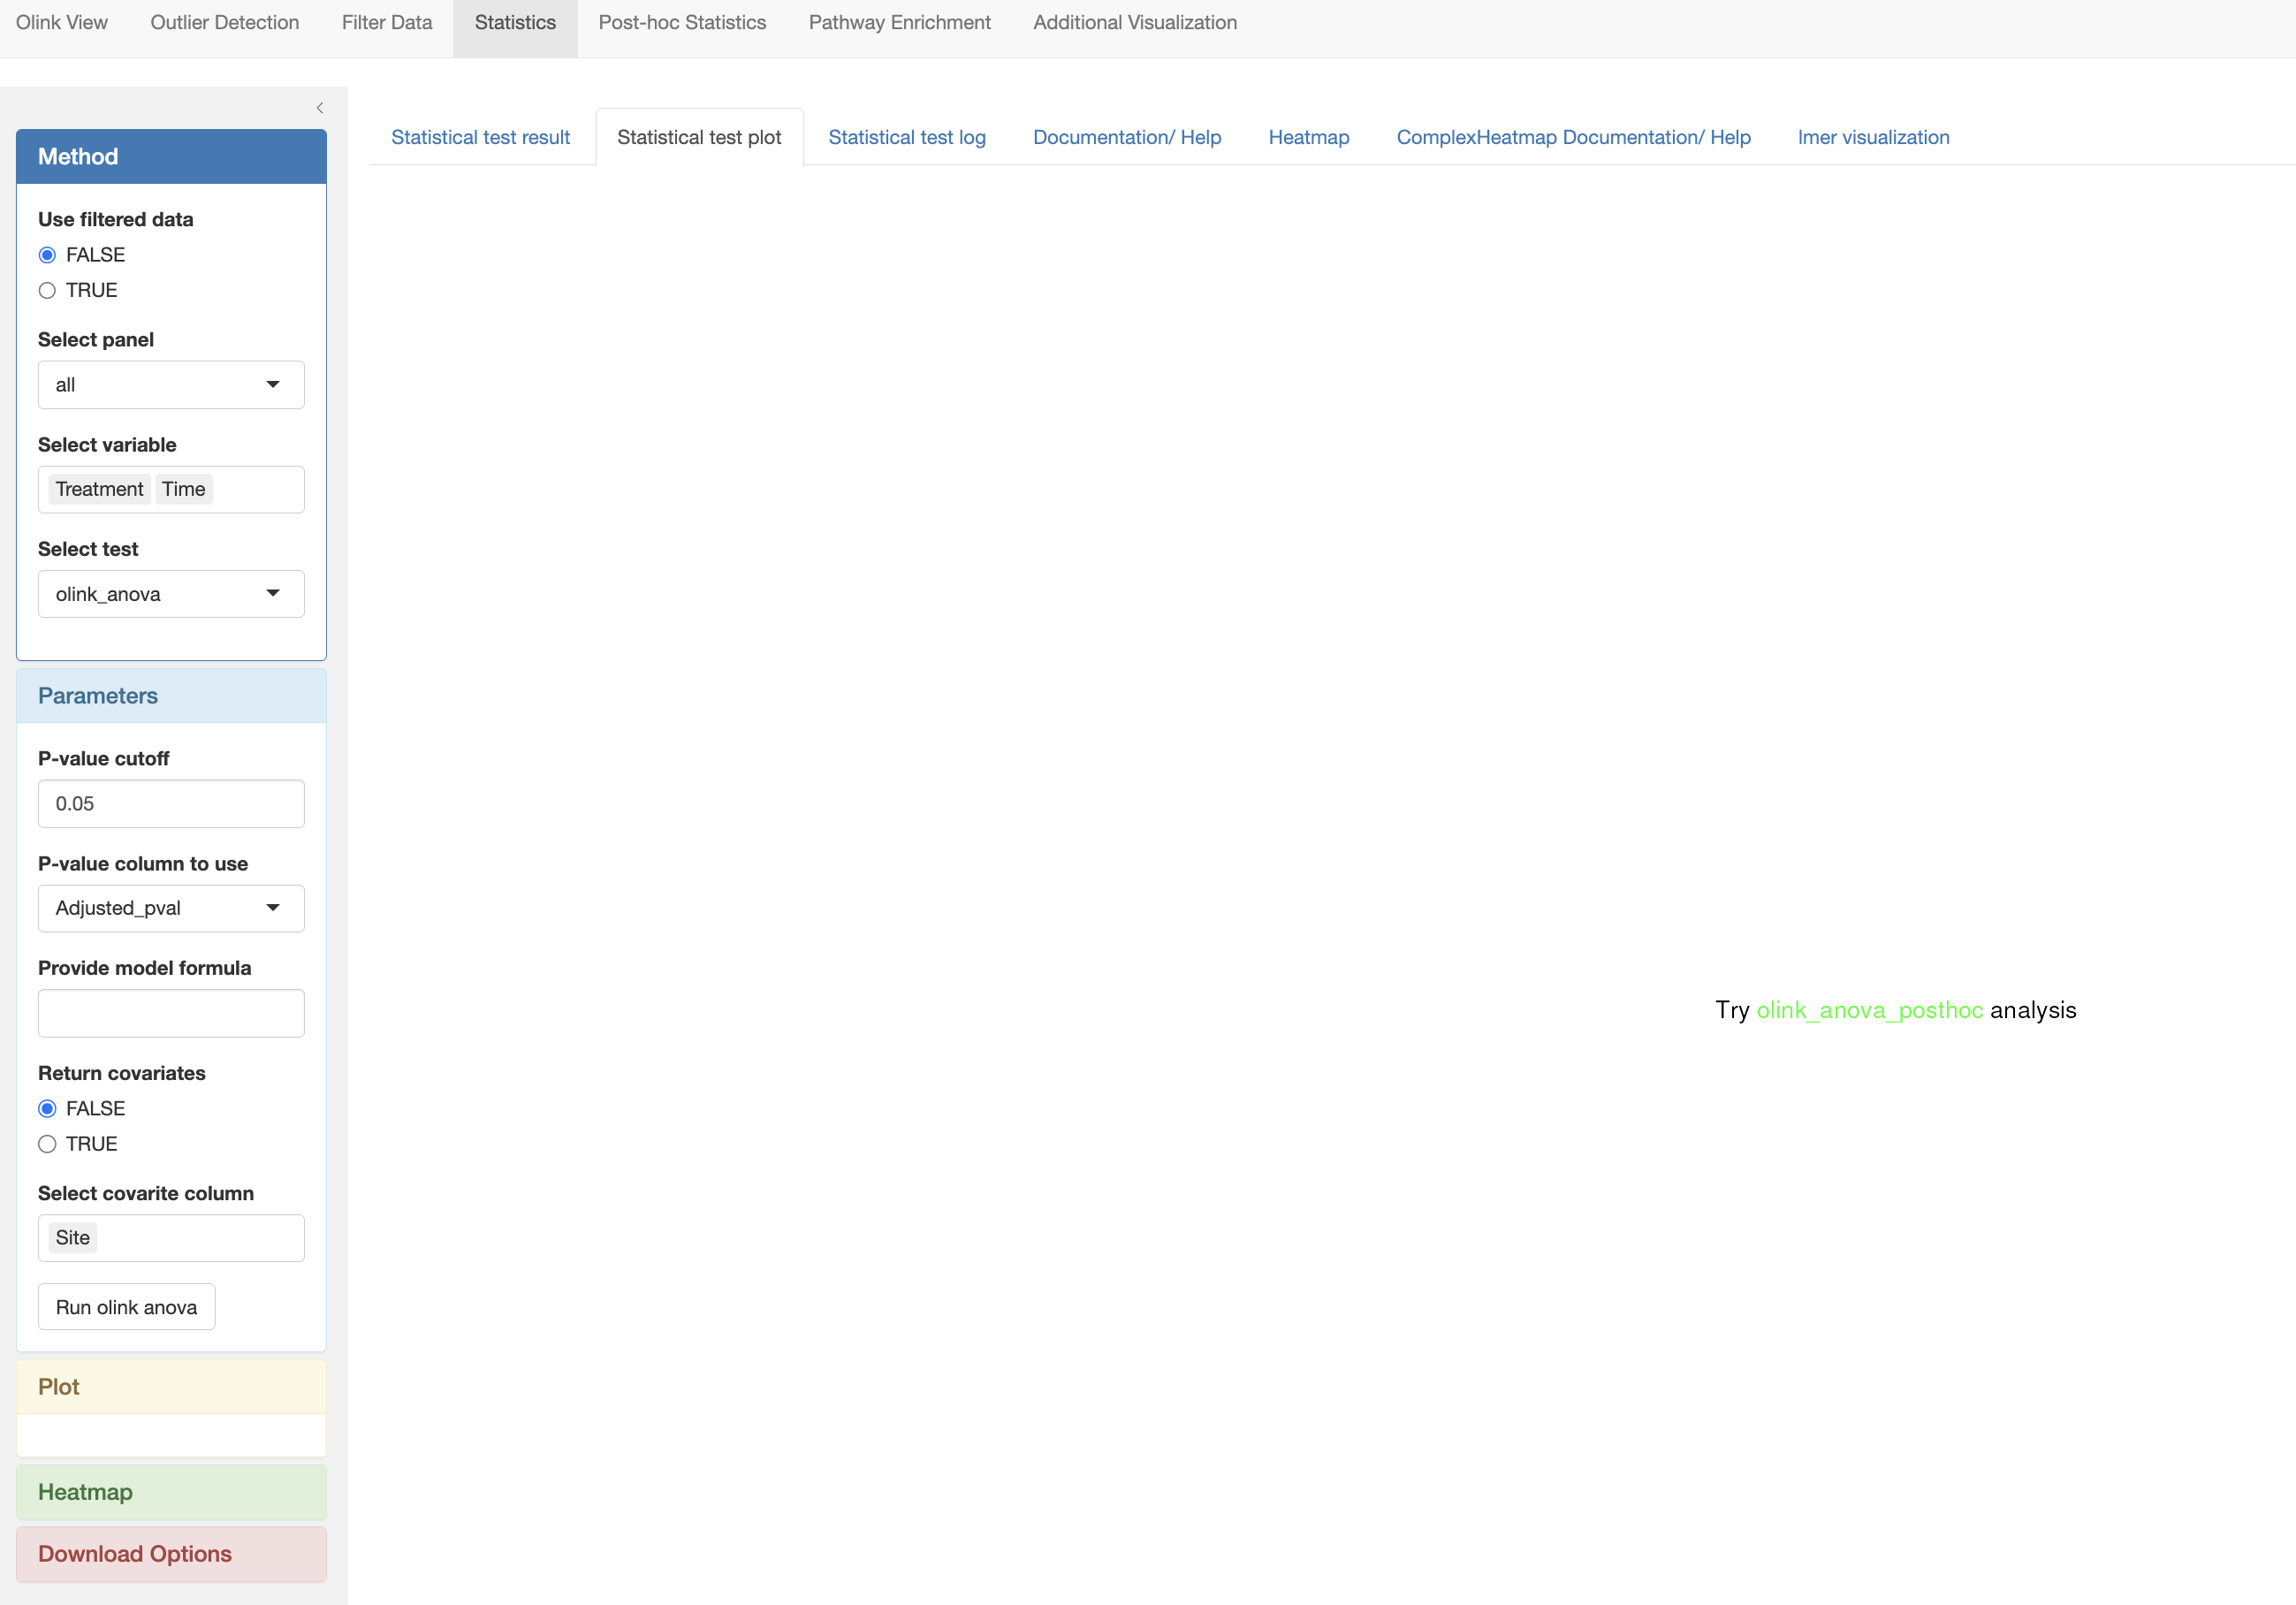 Olink View Outlier Detection Filter Data Statistics Post-hoc Statistics Pathway Enrichment Additional Visualization
Statistical test result Statistical test plot Statistical test log Documentation/ Help Heatmap ComplexHeatmap Documentation/ Help lmer visualization
Method
Use filtered data
FALSE
TRUE
Select panel
all
Select variable
Treatment Time
Select test
olink_anova
Parameters
P-value cutoff
0.05
P-value column to use
Adjusted_pval
Provide model formula
Return covariates
FALSE
TRUE
Select covarite column
Site
Run olink anova
Plot
Heatmap
Download Options
Try olink_anova_posthoc analysis